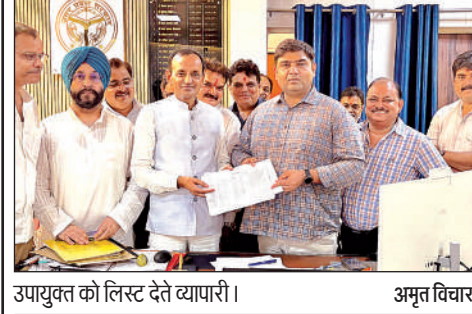 उपायुक्त को लिस्ट देते व्यापारी।
अमृत विचार